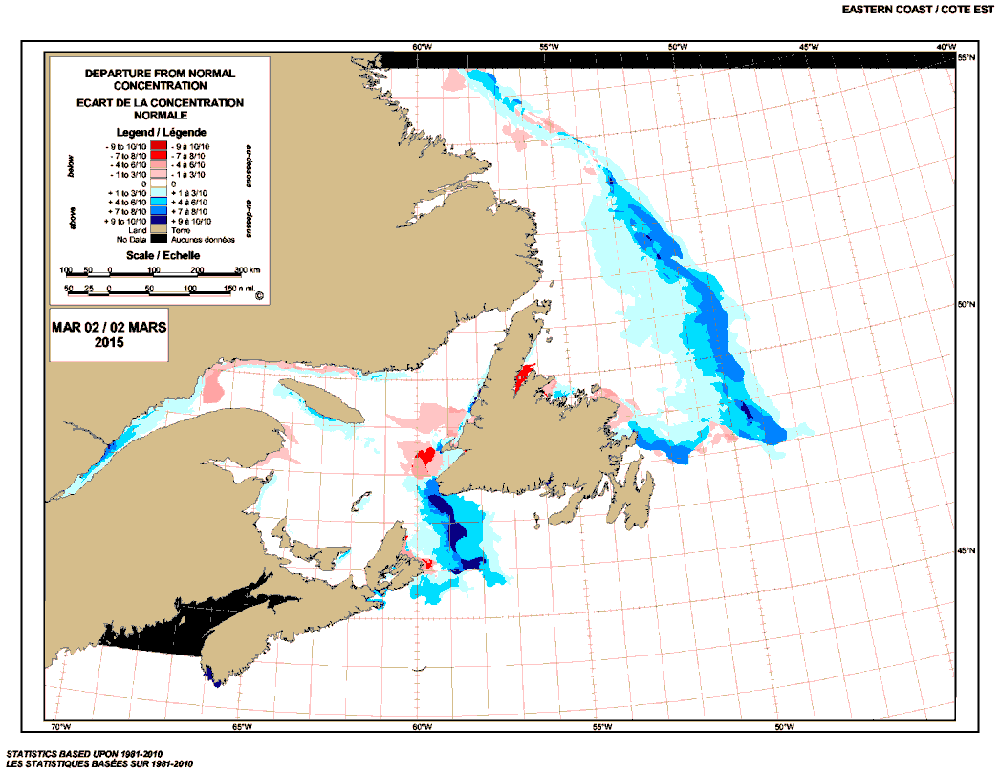 EASTERN COAST / COTE EST
60°W 55°W 50°W 45°W 40°W
55°N
DEPARTURE FROM NORMAL
CONCENTRATION
ECART DE LA CONCENTRATION
NORMALE
Legend / Légende
- 9 to 10/10 - 9 à 10/10
- 7 to 8/10 - 7 à 8/10
- 4 to 6/10 - 4 à 6/10
- 1 to 3/10 - 1 à 3/10
0 0
+ 1 to 3/10 + 1 à 3/10
+ 4 to 6/10 + 4 à 6/10
+ 7 to 8/10 + 7 à 8/10
+ 9 to 10/10 + 9 à 10/10
Land Terre
No Data Aucunes données
below
above
au-dessous
au-dessus
Scale / Echelle
100 50 0 100 200 300 km
50 25 0 50 100 150 n mi.
©
MAR 02 / 02 MARS
2015
50°N
45°N
70°W 65°W 60°W 55°W 50°W
STATISTICS BASED UPON 1981-2010
LES STATISTIQUES BASÉES SUR 1981-2010